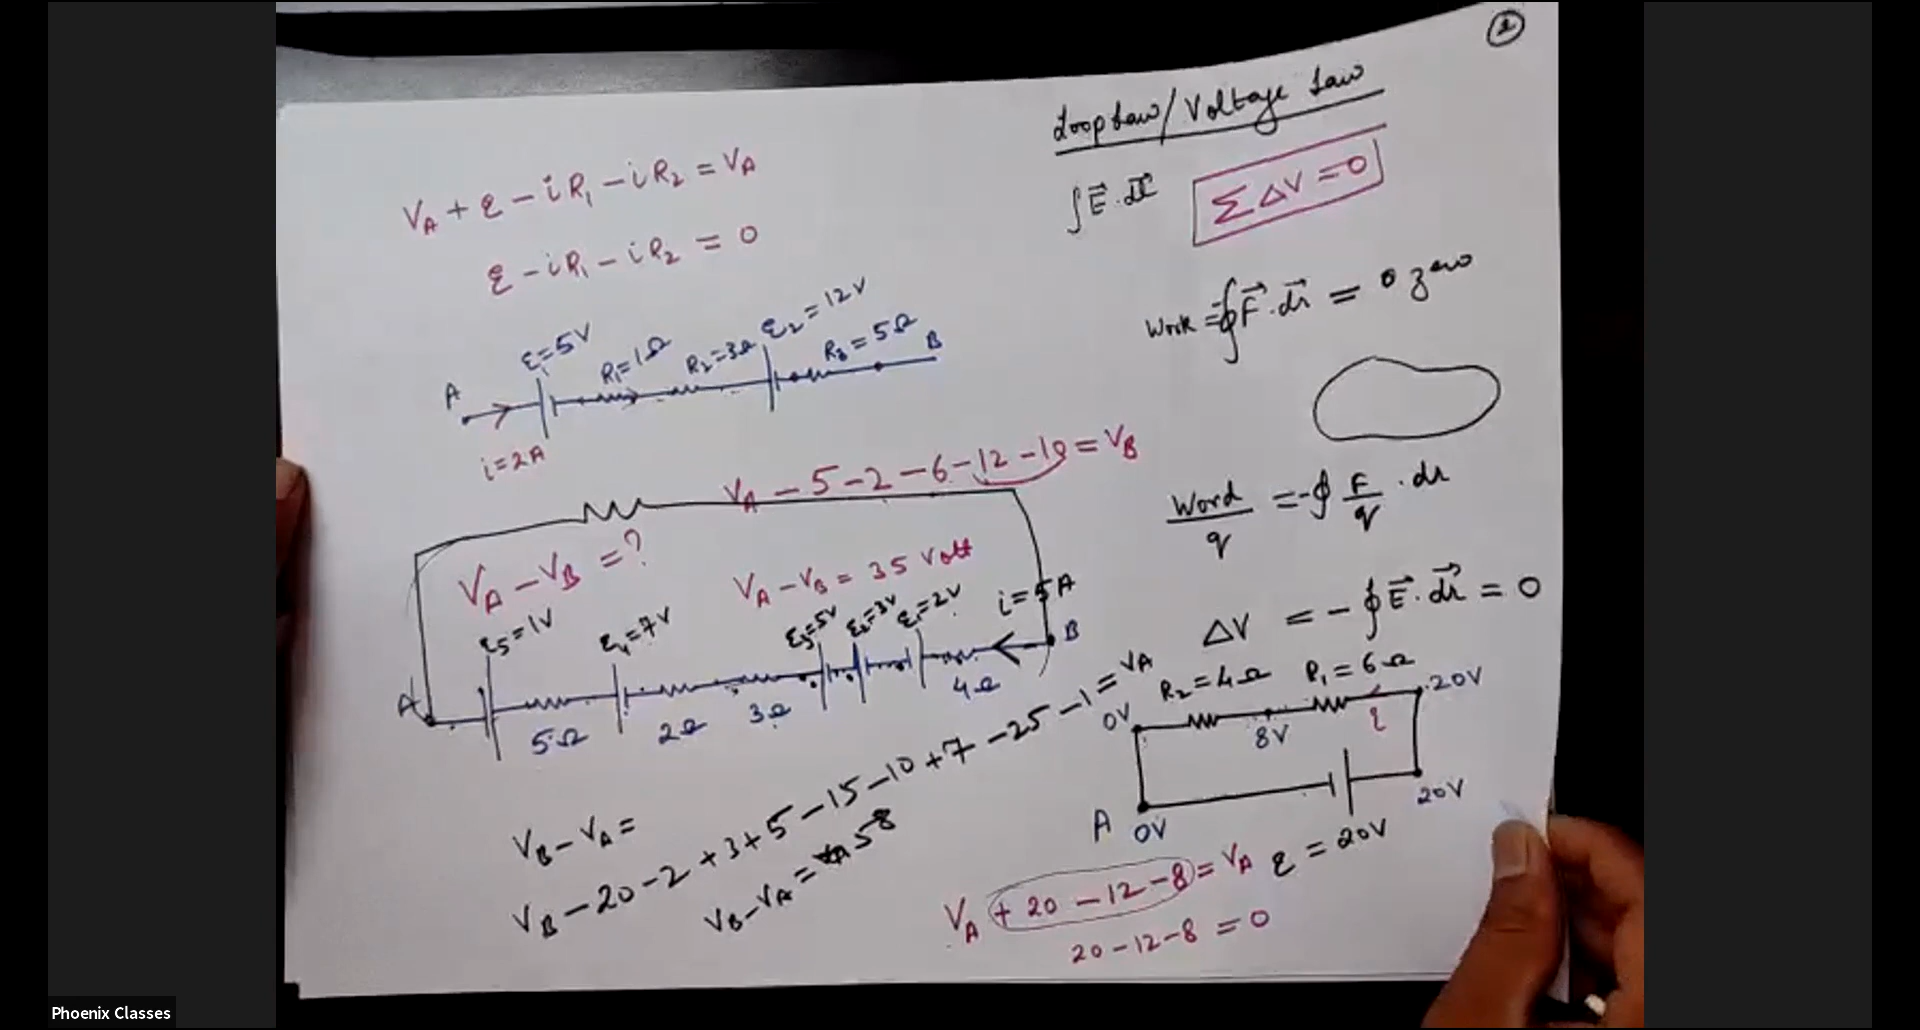 1
Loop Law/Voltage Law
∫E⃗.dl⃗
ΣΔV=0
V_A + ε - iR₁ - iR₂ = V_A
ε - iR₁ - iR₂ = 0
Work = ∮F⃗.dr⃗ = 0 zero
ε₁=5V
R₁=1Ω
R₂=3Ω
ε₂=12V
R₃=5Ω
A
B
i=2A
V_A - 5 - 2 - 6 - 12 - 10 = V_B
Word/q = -∮ F/q . dr
V_A - V_B = ?
V_A - V_B = 35 Volt
ΔV = -∮E⃗.dr⃗ = 0
ε₅=1V
ε₄=7V
ε₃=5V
ε₂=3V
ε₁=2V
i=5A
A
B
5Ω
2Ω
3Ω
4Ω
R₂=4Ω
R₁=6Ω
0V
8V
20V
A
0V
20V
ε = 20V
V_B - V_A =
V_B - 20 - 2 + 3 + 5 - 15 - 10 + 7 - 25 - 1 = V_A
V_B - V_A = 58
V_A + 20 - 12 - 8 = V_A
20 - 12 - 8 = 0
Phoenix Classes